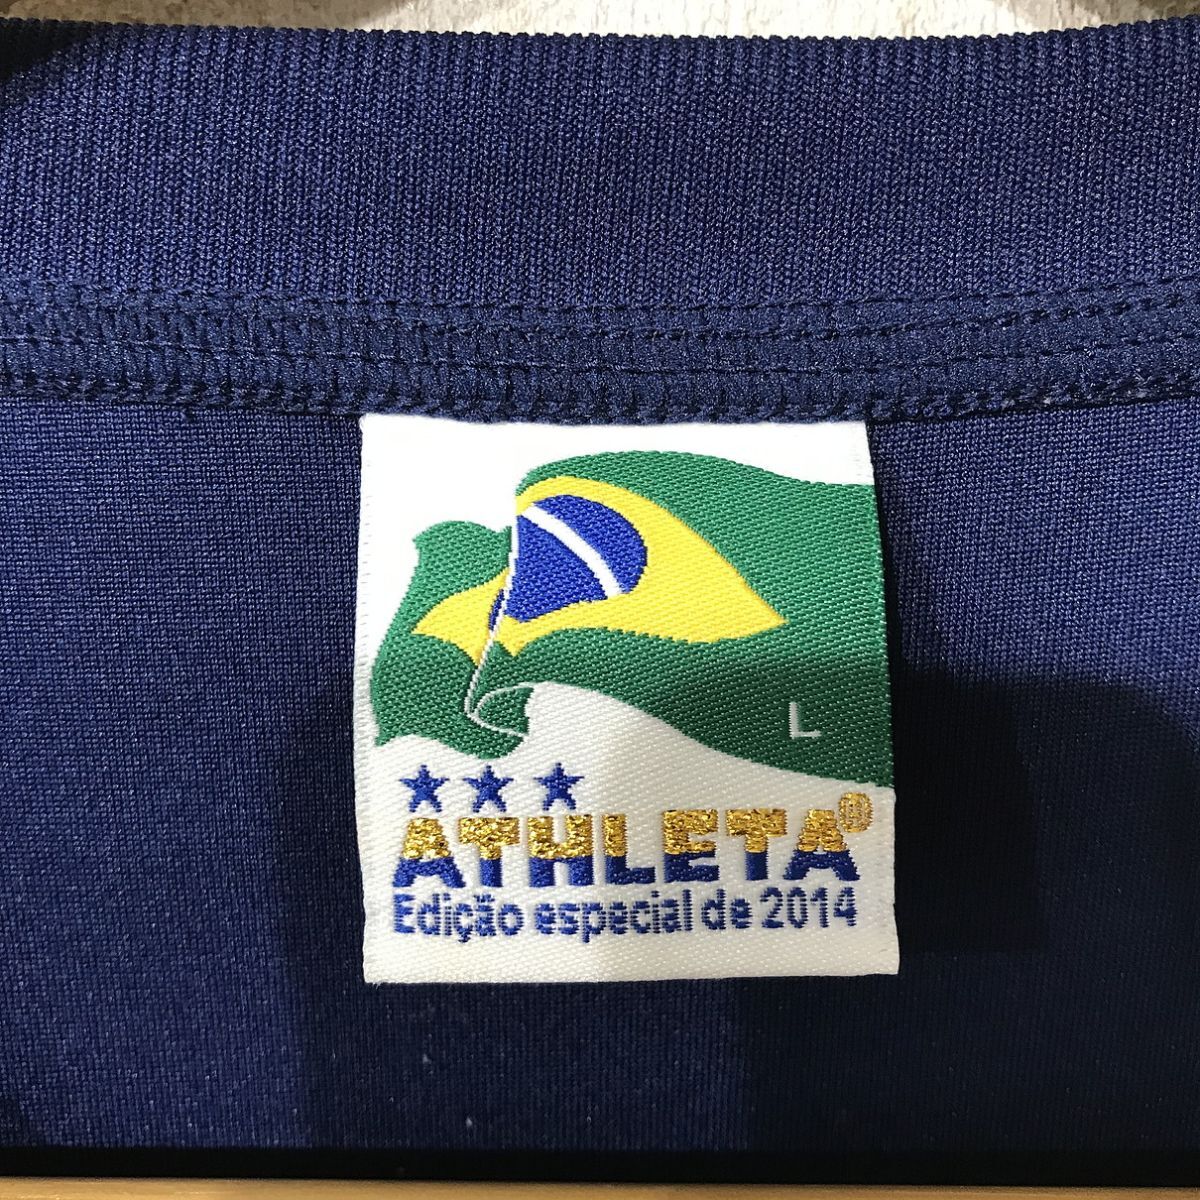 L
ATHLETA®
Edição especial de 2014